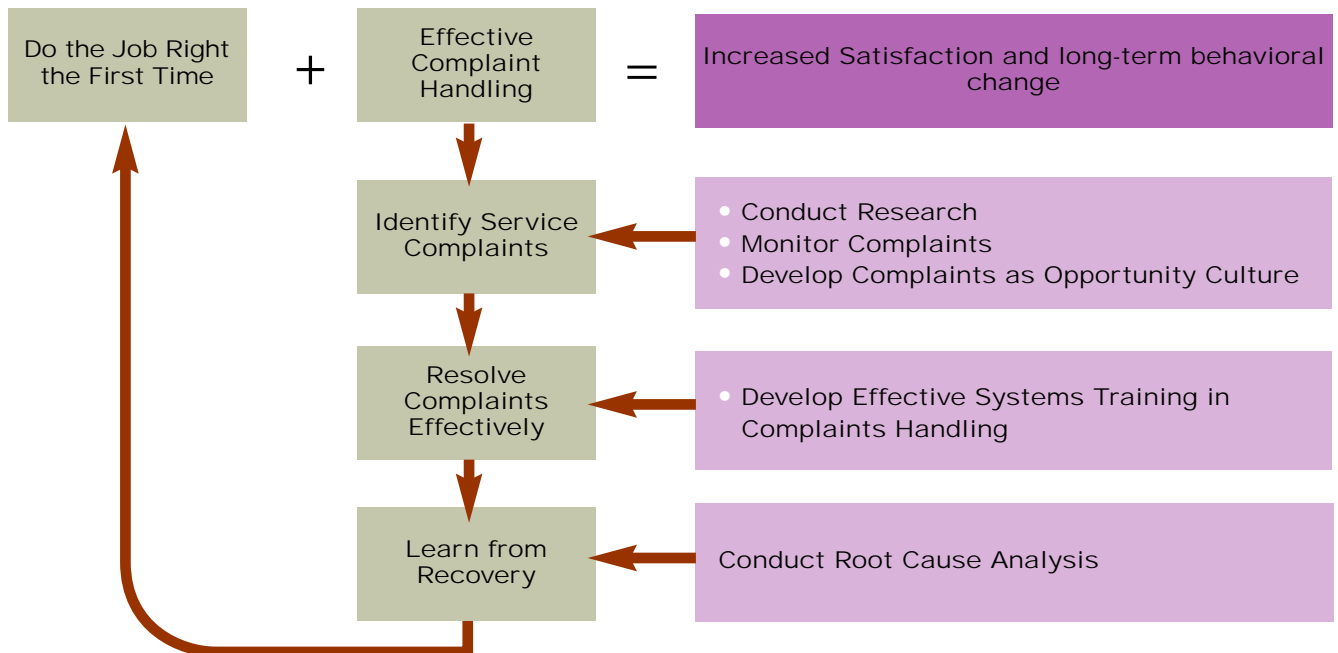 Do the Job Right
the First Time
+
Effective
Complaint
Handling
=
Increased Satisfaction and long-term behavioral
change
Identify Service
Complaints
• Conduct Research
• Monitor Complaints
• Develop Complaints as Opportunity Culture
Resolve
Complaints
Effectively
• Develop Effective Systems Training in
Complaints Handling
Learn from
Recovery
Conduct Root Cause Analysis